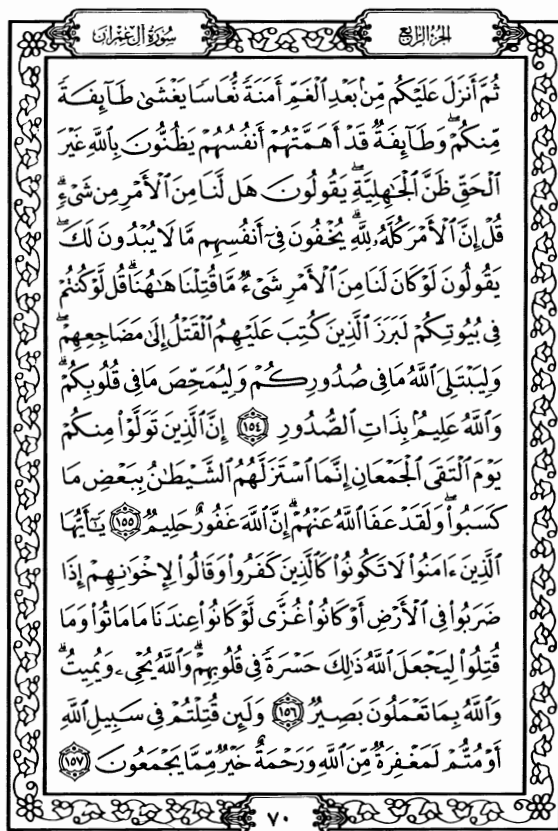 سُورَةُ آلِ عِمْرَان
الجُزْءُ الرَّابِعُ
ثُمَّ أَنزَلَ عَلَيْكُم مِّنۢ بَعْدِ ٱلْغَمِّ أَمَنَةً نُّعَاسًا يَغْشَىٰ طَآئِفَةً
مِّنكُمْ ۖ وَطَآئِفَةٌ قَدْ أَهَمَّتْهُمْ أَنفُسُهُمْ يَظُنُّونَ بِٱللَّهِ غَيْرَ
ٱلْحَقِّ ظَنَّ ٱلْجَٰهِلِيَّةِ ۖ يَقُولُونَ هَل لَّنَا مِنَ ٱلْأَمْرِ مِن شَىْءٍ ۗ
قُلْ إِنَّ ٱلْأَمْرَ كُلَّهُۥ لِلَّهِ ۗ يُخْفُونَ فِىٓ أَنفُسِهِم مَّا لَا يُبْدُونَ لَكَ ۖ
يَقُولُونَ لَوْ كَانَ لَنَا مِنَ ٱلْأَمْرِ شَىْءٌ مَّا قُتِلْنَا هَٰهُنَا ۗ قُل لَّوْ كُنتُمْ
فِى بُيُوتِكُمْ لَبَرَزَ ٱلَّذِينَ كُتِبَ عَلَيْهِمُ ٱلْقَتْلُ إِلَىٰ مَضَاجِعِهِمْ ۖ
وَلِيَبْتَلِىَ ٱللَّهُ مَا فِى صُدُورِكُمْ وَلِيُمَحِّصَ مَا فِى قُلُوبِكُمْ ۗ
وَٱللَّهُ عَلِيمٌۢ بِذَاتِ ٱلصُّدُورِ ١٥٤ إِنَّ ٱلَّذِينَ تَوَلَّوْا۟ مِنكُمْ
يَوْمَ ٱلْتَقَى ٱلْجَمْعَانِ إِنَّمَا ٱسْتَزَلَّهُمُ ٱلشَّيْطَٰنُ بِبَعْضِ مَا
كَسَبُوا۟ ۖ وَلَقَدْ عَفَا ٱللَّهُ عَنْهُمْ ۗ إِنَّ ٱللَّهَ غَفُورٌ حَلِيمٌ ١٥٥ يَٰٓأَيُّهَا
ٱلَّذِينَ ءَامَنُوا۟ لَا تَكُونُوا۟ كَٱلَّذِينَ كَفَرُوا۟ وَقَالُوا۟ لِإِخْوَٰنِهِمْ إِذَا
ضَرَبُوا۟ فِى ٱلْأَرْضِ أَوْ كَانُوا۟ غُزًّى لَّوْ كَانُوا۟ عِندَنَا مَا مَاتُوا۟ وَمَا
قُتِلُوا۟ لِيَجْعَلَ ٱللَّهُ ذَٰلِكَ حَسْرَةً فِى قُلُوبِهِمْ ۗ وَٱللَّهُ يُحْىِۦ وَيُمِيتُ ۗ
وَٱللَّهُ بِمَا تَعْمَلُونَ بَصِيرٌ ١٥٦ وَلَئِن قُتِلْتُمْ فِى سَبِيلِ ٱللَّهِ
أَوْ مُتُّمْ لَمَغْفِرَةٌ مِّنَ ٱللَّهِ وَرَحْمَةٌ خَيْرٌ مِّمَّا يَجْمَعُونَ ١٥٧
٧٠